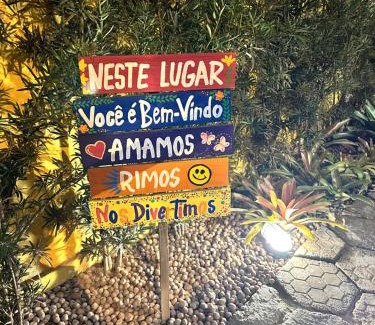 NESTE LUGAR
Você é Bem-Vindo
AMAMOS
RIMOS
Nos Divertimos